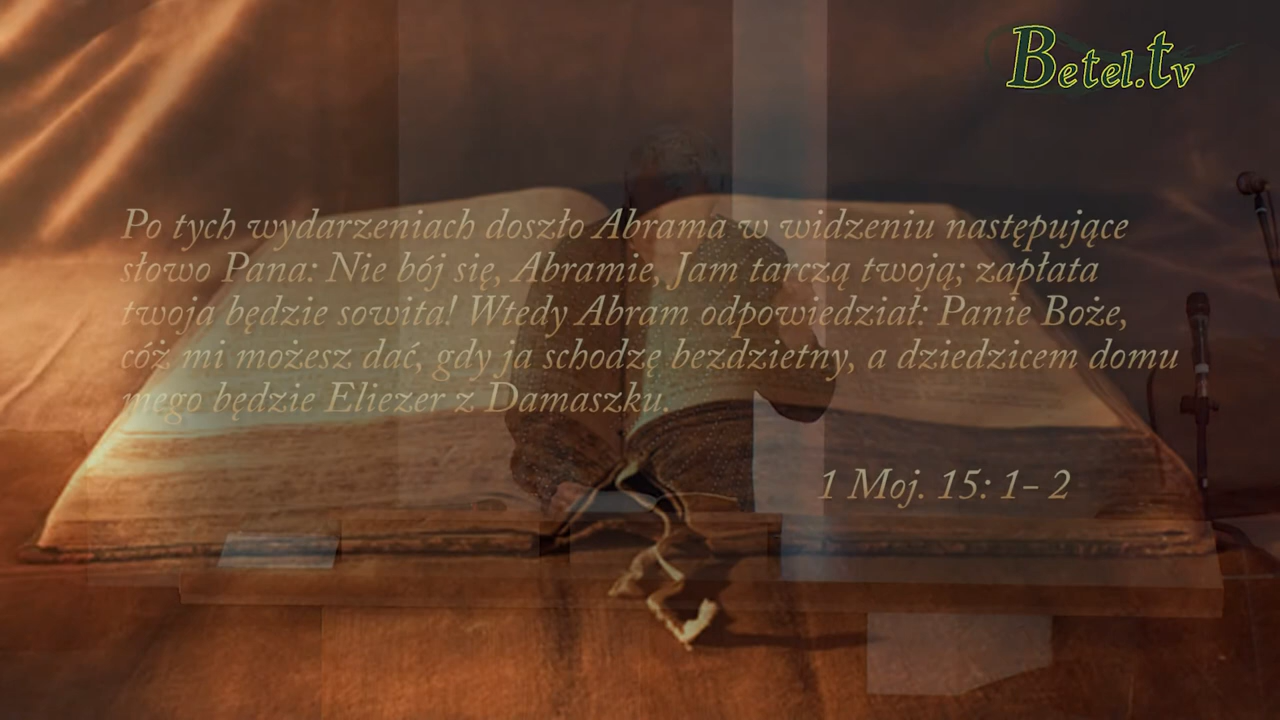 Betel.tv
Po tych wydarzeniach doszło Abrama w widzeniu następujące
słowo Pana: Nie bój się, Abramie, Jam tarczą twoją; zapłata
twoja będzie sowita! Wtedy Abram odpowiedział: Panie Boże,
cóż mi możesz dać, gdy ja schodzę bezdzietny, a dziedzicem domu
mego będzie Eliezer z Damaszku.
1 Moj. 15: 1- 2